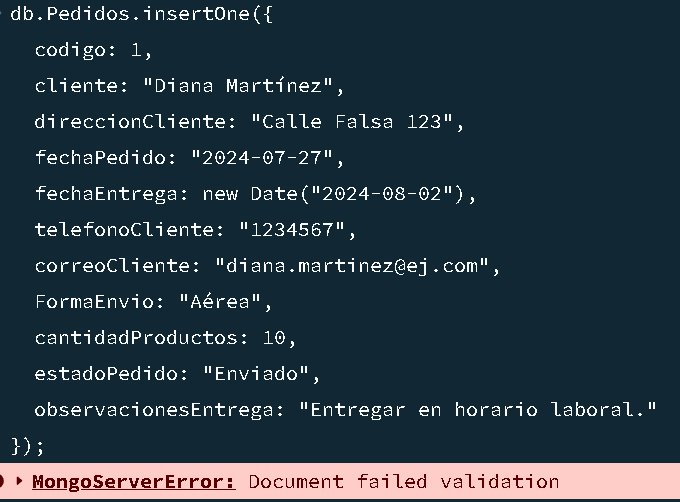 db.Pedidos.insertOne({
codigo: 1,
cliente: "Diana Martínez",
direccionCliente: "Calle Falsa 123",
fechaPedido: "2024-07-27",
fechaEntrega: new Date("2024-08-02"),
telefonoCliente: "1234567",
correoCliente: "diana.martinez@ej.com",
FormaEnvio: "Aérea",
cantidadProductos: 10,
estadoPedido: "Enviado",
observacionesEntrega: "Entregar en horario laboral."
});
MongoServerError: Document failed validation